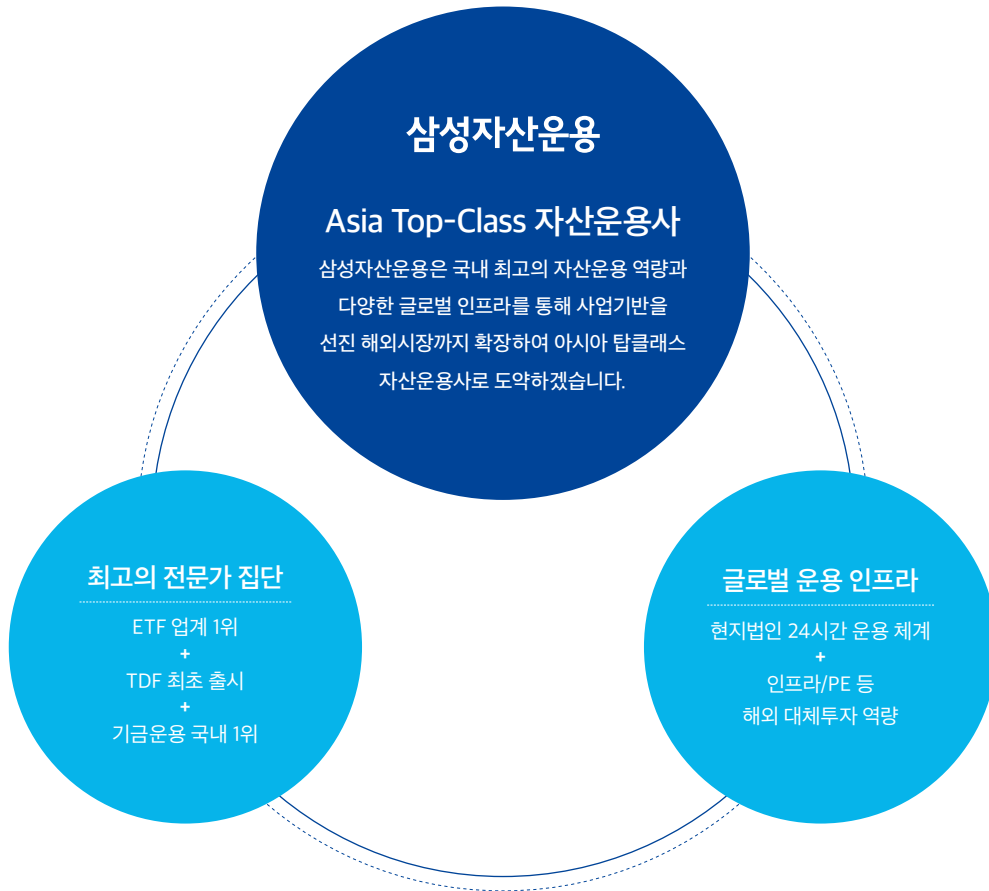 삼성자산운용
Asia Top-Class 자산운용사
삼성자산운용은 국내 최고의 자산운용 역량과
다양한 글로벌 인프라를 통해 사업기반을
선진 해외시장까지 확장하여 아시아 탑클래스
자산운용사로 도약하겠습니다.
최고의 전문가 집단
ETF 업계 1위
+
TDF 최초 출시
+
기금운용 국내 1위
글로벌 운용 인프라
현지법인 24시간 운용 체계
+
인프라/PE 등
해외 대체투자 역량